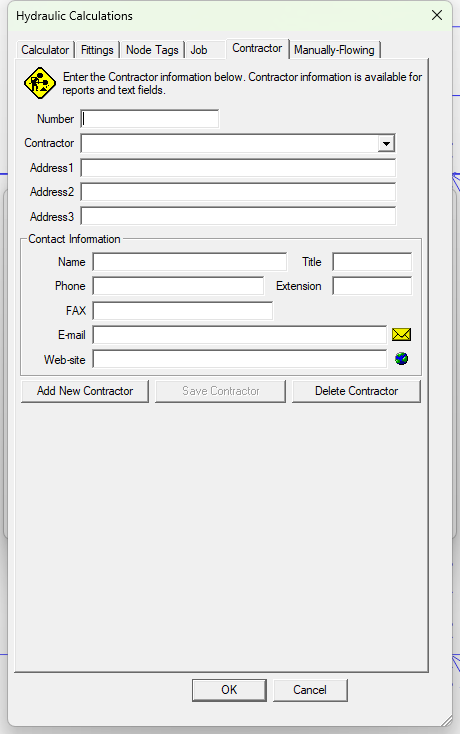 Hydraulic Calculations
Calculator Fittings Node Tags Job Contractor Manually-Flowing
Enter the Contractor information below. Contractor information is available for
reports and text fields.
Number
Contractor
Address1
Address2
Address3
Contact Information
Name Title
Phone Extension
FAX
E-mail
Web-site
Add New Contractor Save Contractor Delete Contractor
OK Cancel